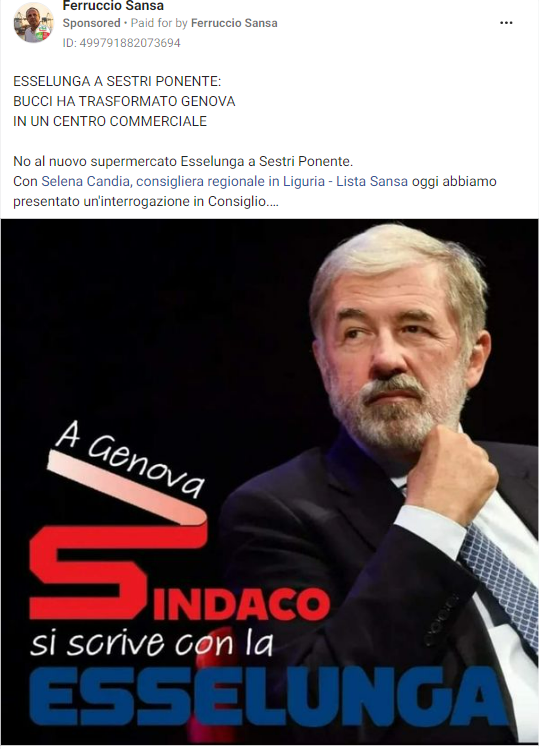 Ferruccio Sansa
Sponsored • Paid for by Ferruccio Sansa
ID: 499791882073694
ESSELUNGA A SESTRI PONENTE:
BUCCI HA TRASFORMATO GENOVA
IN UN CENTRO COMMERCIALE
No al nuovo supermercato Esselunga a Sestri Ponente.
Con Selena Candia, consigliera regionale in Liguria - Lista Sansa oggi abbiamo
presentato un'interrogazione in Consiglio....
A Genova
SINDACO
si scrive con la
ESSELUNGA